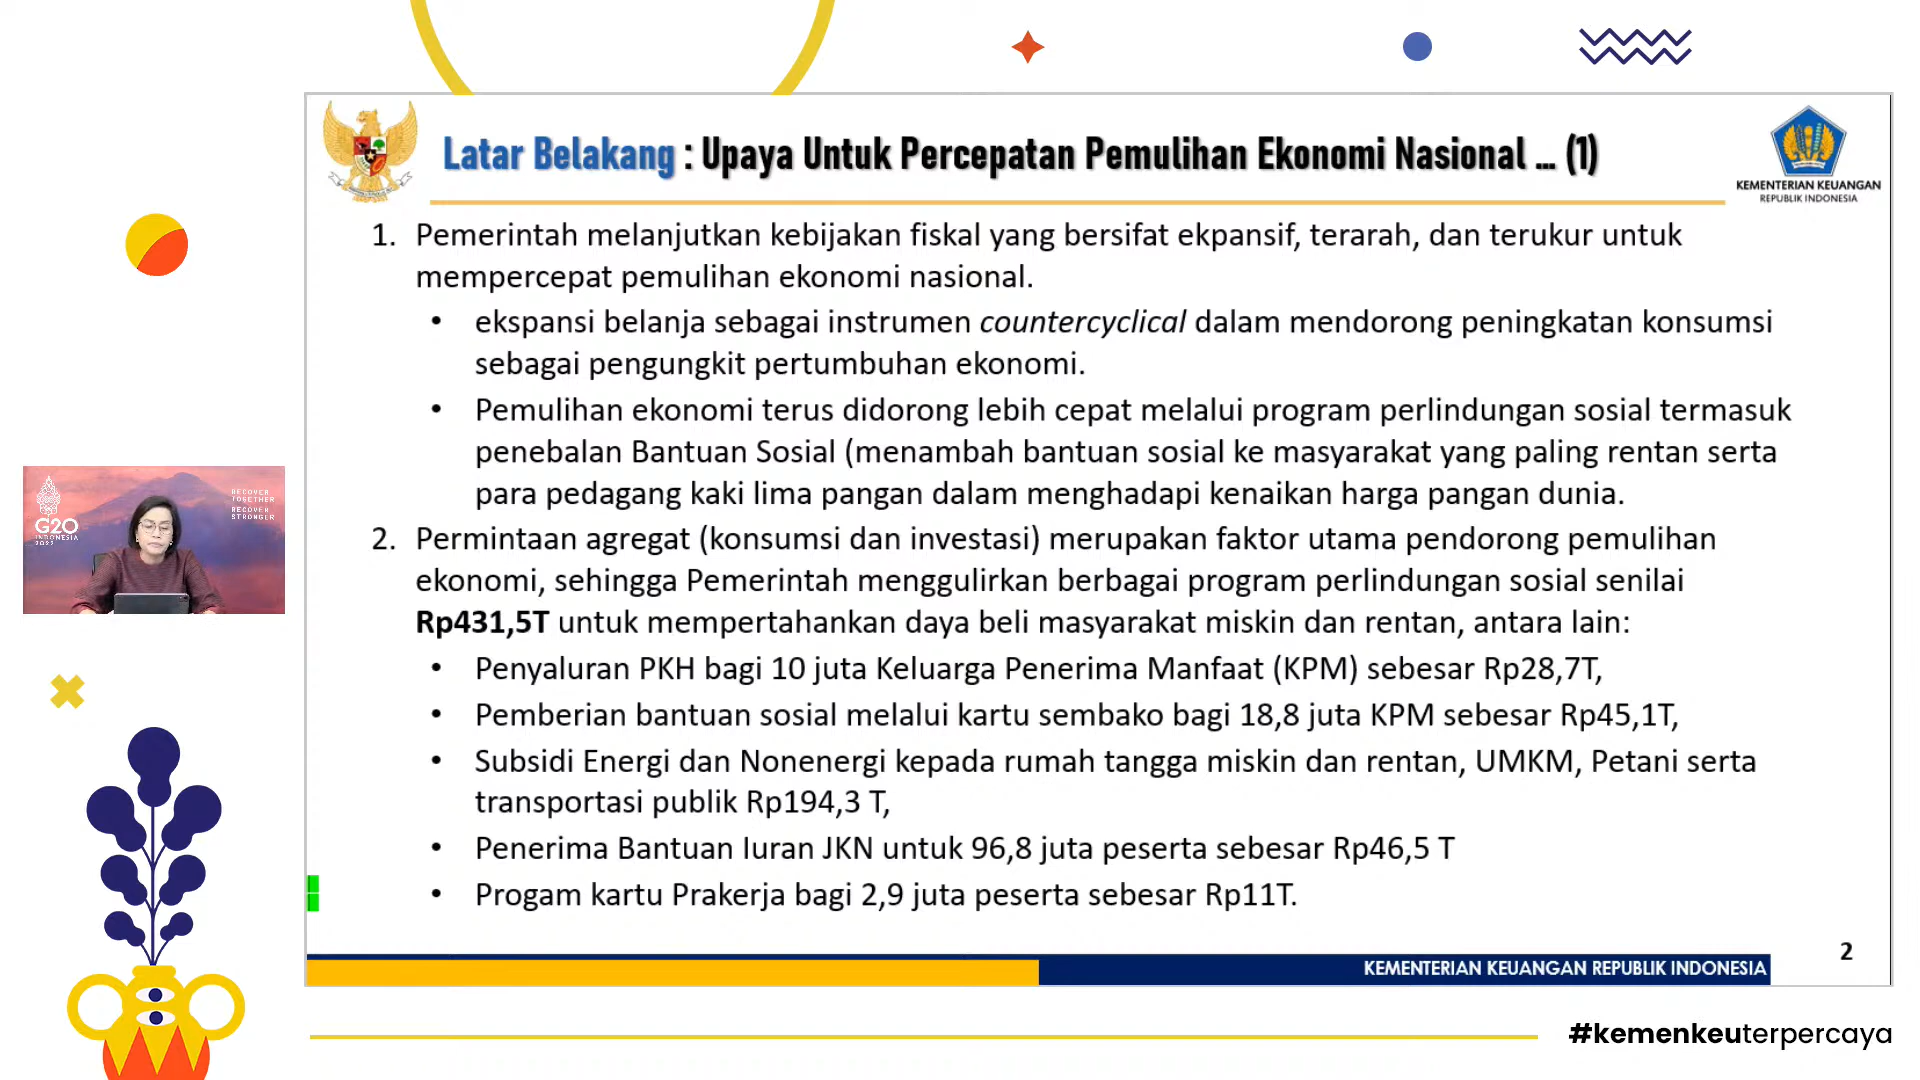 Latar Belakang : Upaya Untuk Percepatan Pemulihan Ekonomi Nasional ... (1)
KEMENTERIAN KEUANGAN
REPUBLIK INDONESIA
1. Pemerintah melanjutkan kebijakan fiskal yang bersifat ekpansif, terarah, dan terukur untuk
mempercepat pemulihan ekonomi nasional.
• ekspansi belanja sebagai instrumen countercyclical dalam mendorong peningkatan konsumsi
sebagai pengungkit pertumbuhan ekonomi.
• Pemulihan ekonomi terus didorong lebih cepat melalui program perlindungan sosial termasuk
penebalan Bantuan Sosial (menambah bantuan sosial ke masyarakat yang paling rentan serta
para pedagang kaki lima pangan dalam menghadapi kenaikan harga pangan dunia.
2. Permintaan agregat (konsumsi dan investasi) merupakan faktor utama pendorong pemulihan
ekonomi, sehingga Pemerintah menggulirkan berbagai program perlindungan sosial senilai
Rp431,5T untuk mempertahankan daya beli masyarakat miskin dan rentan, antara lain:
• Penyaluran PKH bagi 10 juta Keluarga Penerima Manfaat (KPM) sebesar Rp28,7T,
• Pemberian bantuan sosial melalui kartu sembako bagi 18,8 juta KPM sebesar Rp45,1T,
• Subsidi Energi dan Nonenergi kepada rumah tangga miskin dan rentan, UMKM, Petani serta
transportasi publik Rp194,3 T,
• Penerima Bantuan Iuran JKN untuk 96,8 juta peserta sebesar Rp46,5 T
• Progam kartu Prakerja bagi 2,9 juta peserta sebesar Rp11T.
2
KEMENTERIAN KEUANGAN REPUBLIK INDONESIA
#kemenkeuterpercaya
G20
INDONESIA
2022
RECOVER
TOGETHER
RECOVER
STRONGER